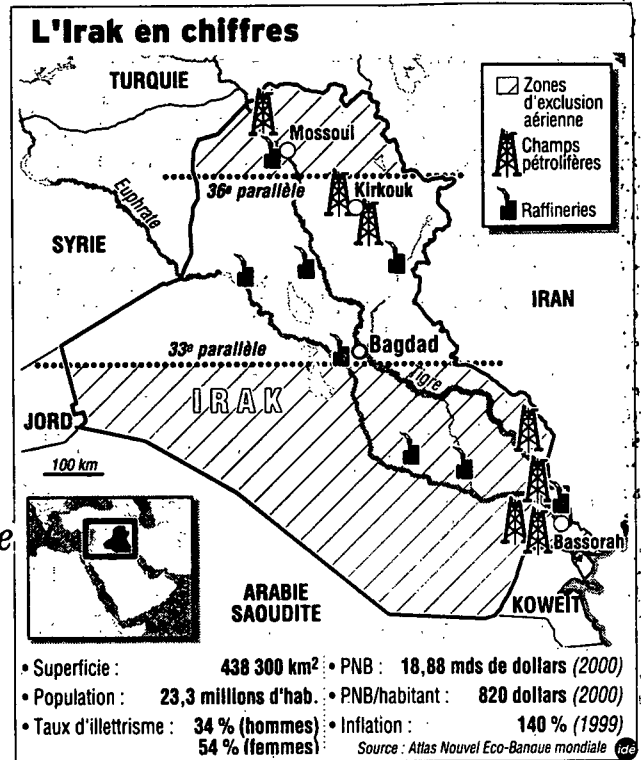 L'Irak en chiffres
TURQUIE
Zones
d'exclusion
aérienne
Champs
pétrolifères
Raffineries
Mossoul
36e parallèle
Kirkouk
Euphrate
SYRIE
IRAN
Bagdad
33e parallèle
Tigre
IRAK
JORD
100 km
e
Bassorah
ARABIE
SAOUDITE
KOWEÏT
• Superficie : 438 300 km²
• Population : 23,3 millions d'hab.
• Taux d'illettrisme : 34 % (hommes)
54 % (femmes)
• PNB : 18,88 mds de dollars (2000)
• PNB/habitant : 820 dollars (2000)
• Inflation : 140 % (1999)
Source : Atlas Nouvel Eco-Banque mondiale
idé